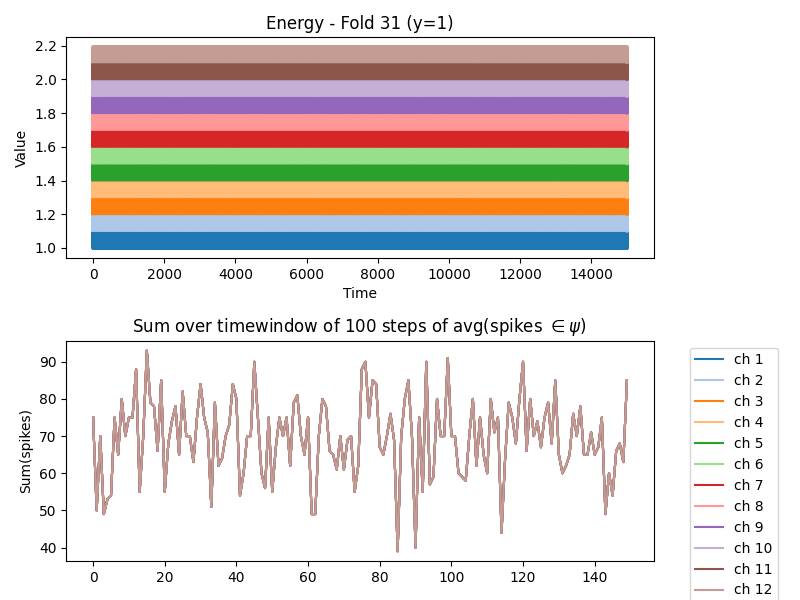 Energy - Fold 31 (y=1)
2.2
2.0
1.8
1.6
1.4
1.2
1.0
Value
0 2000 4000 6000 8000 10000 12000 14000
Time
Sum over timewindow of 100 steps of avg(spikes ∈ ψ)
90
80
70
60
50
40
Sum(spikes)
0 20 40 60 80 100 120 140
ch 1
ch 2
ch 3
ch 4
ch 5
ch 6
ch 7
ch 8
ch 9
ch 10
ch 11
ch 12